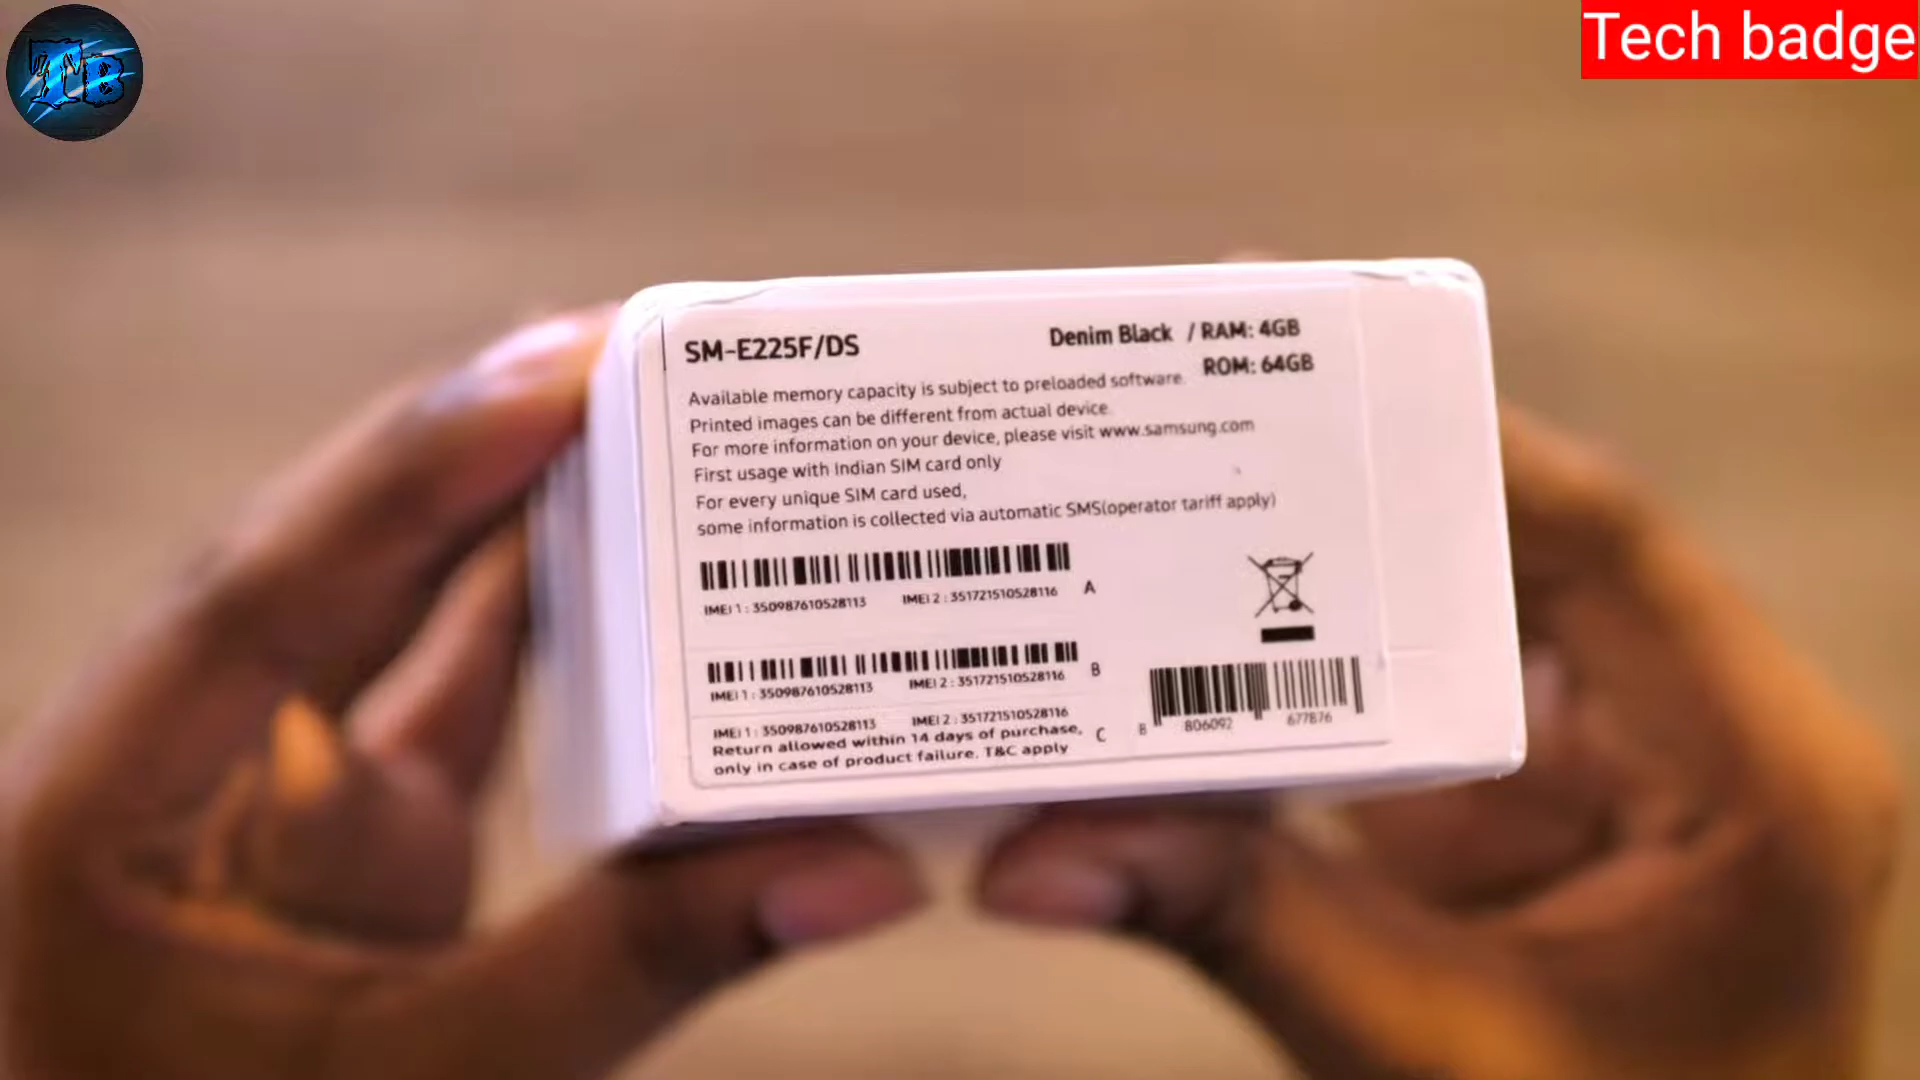 TB
Tech badge
SM-E225F/DS
Denim Black / RAM: 4GB
ROM: 64GB
Available memory capacity is subject to preloaded software.
Printed images can be different from actual device.
For more information on your device, please visit www.samsung.com
First usage with Indian SIM card only
For every unique SIM card used,
some information is collected via automatic SMS(operator tariff apply)
IMEI 1 : 350987610528113 IMEI 2 : 351721510528116 A
IMEI 1 : 350987610528113 IMEI 2 : 351721510528116 B
IMEI 1 : 350987610528113 IMEI 2 : 351721510528116
Return allowed within 14 days of purchase, C
only in case of product failure. T&C apply
8 806092 677876